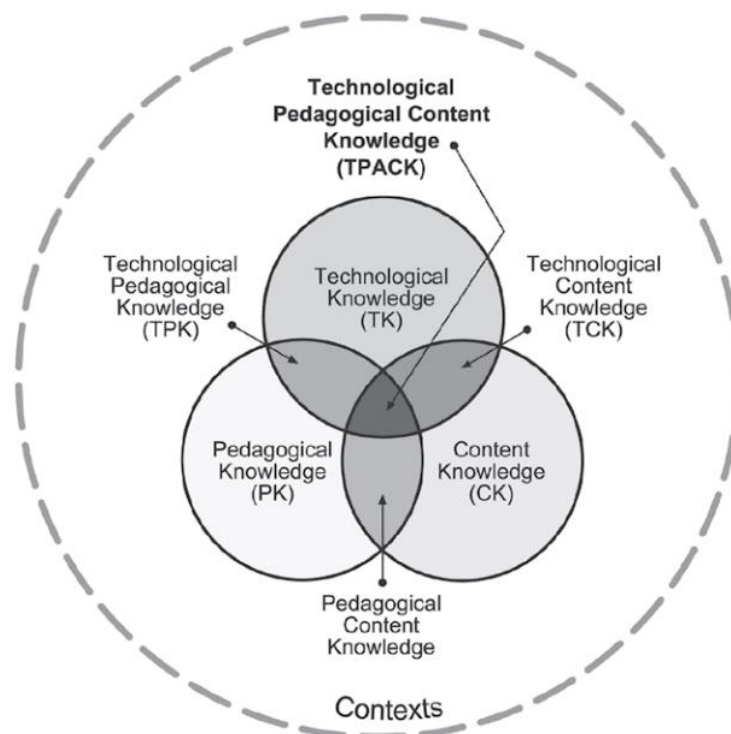 Technological
Pedagogical Content
Knowledge
(TPACK)
Technological
Pedagogical
Knowledge
(TPK)
Technological
Knowledge
(TK)
Technological
Content
Knowledge
(TCK)
Pedagogical
Knowledge
(PK)
Content
Knowledge
(CK)
Pedagogical
Content
Knowledge
Contexts